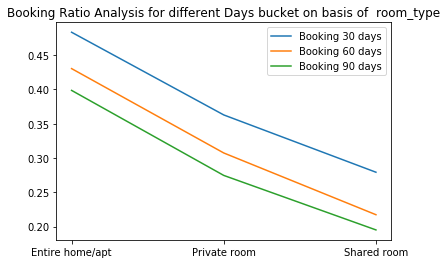 Booking Ratio Analysis for different Days bucket on basis of  room_type
Booking 30 days
Booking 60 days
Booking 90 days
0.45
0.40
0.35
0.30
0.25
0.20
Entire home/apt
Private room
Shared room